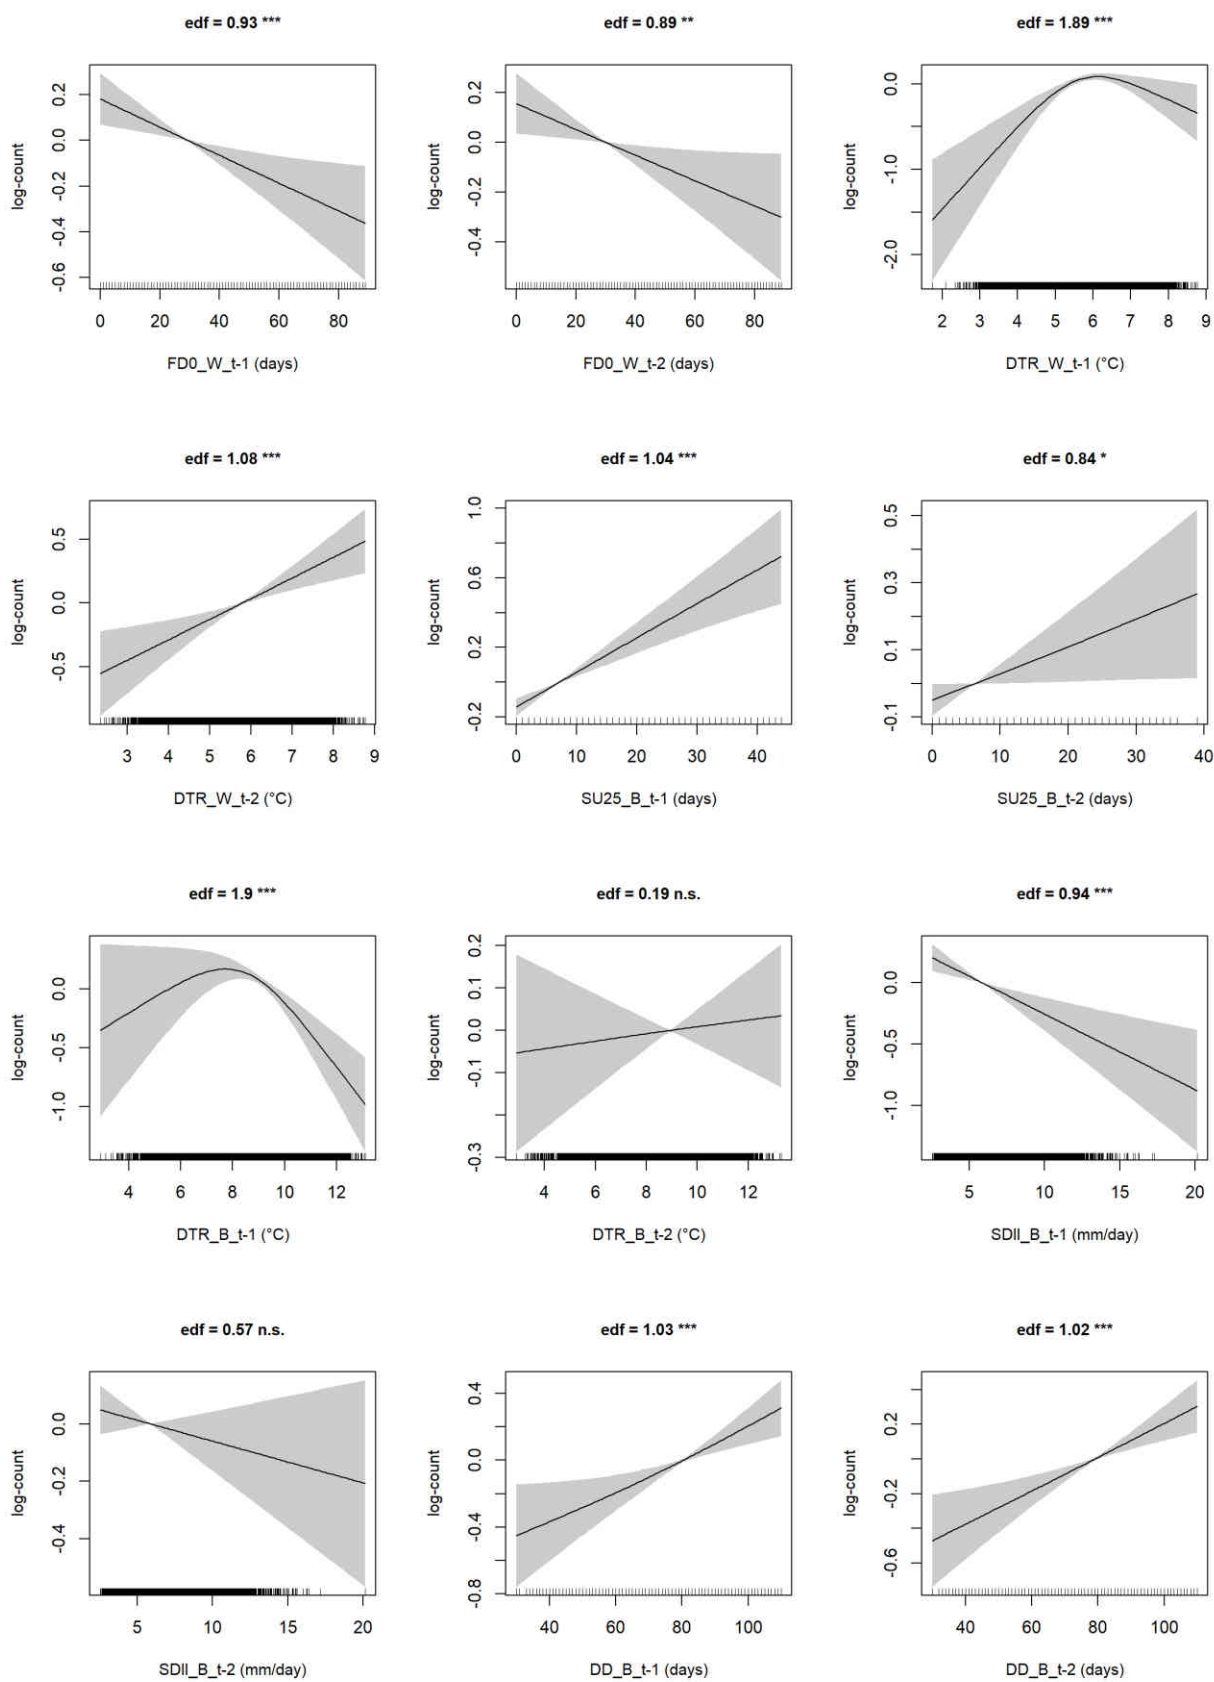 edf = 0.93 ***
edf = 0.89 **
edf = 1.89 ***
log-count
0.2
0.0
-0.2
-0.4
-0.6
0 20 40 60 80
FD0_W_t-1 (days)
log-count
0.2
0.0
-0.2
-0.4
0 20 40 60 80
FD0_W_t-2 (days)
log-count
0.0
-1.0
-2.0
2 3 4 5 6 7 8 9
DTR_W_t-1 (°C)
edf = 1.08 ***
edf = 1.04 ***
edf = 0.84 *
log-count
0.5
0.0
-0.5
3 4 5 6 7 8 9
DTR_W_t-2 (°C)
log-count
1.0
0.6
0.2
-0.2
0 10 20 30 40
SU25_B_t-1 (days)
log-count
0.5
0.3
0.1
-0.1
0 10 20 30 40
SU25_B_t-2 (days)
edf = 1.9 ***
edf = 0.19 n.s.
edf = 0.94 ***
log-count
0.0
-0.5
-1.0
4 6 8 10 12
DTR_B_t-1 (°C)
log-count
0.2
0.1
0.0
-0.1
-0.3
4 6 8 10 12
DTR_B_t-2 (°C)
log-count
0.0
-0.5
-1.0
5 10 15 20
SDII_B_t-1 (mm/day)
edf = 0.57 n.s.
edf = 1.03 ***
edf = 1.02 ***
log-count
0.0
-0.2
-0.4
5 10 15 20
SDII_B_t-2 (mm/day)
log-count
0.4
0.0
-0.4
-0.8
40 60 80 100
DD_B_t-1 (days)
log-count
0.2
-0.2
-0.6
40 60 80 100
DD_B_t-2 (days)